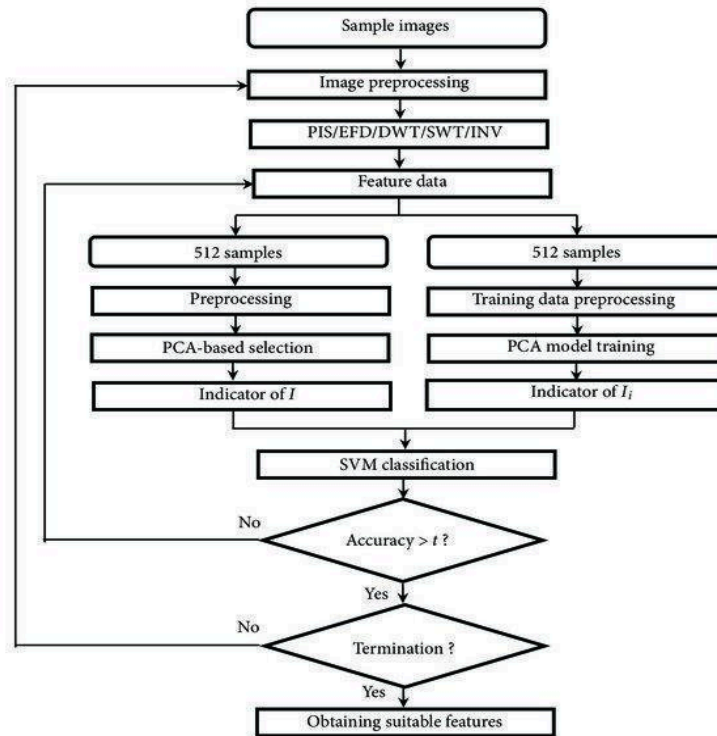 Sample images
Image preprocessing
PIS/EFD/DWT/SWT/INV
Feature data
512 samples
Preprocessing
PCA-based selection
Indicator of I
512 samples
Training data preprocessing
PCA model training
Indicator of Iᵢ
SVM classification
No
Accuracy > t ?
Yes
No
Termination ?
Yes
Obtaining suitable features